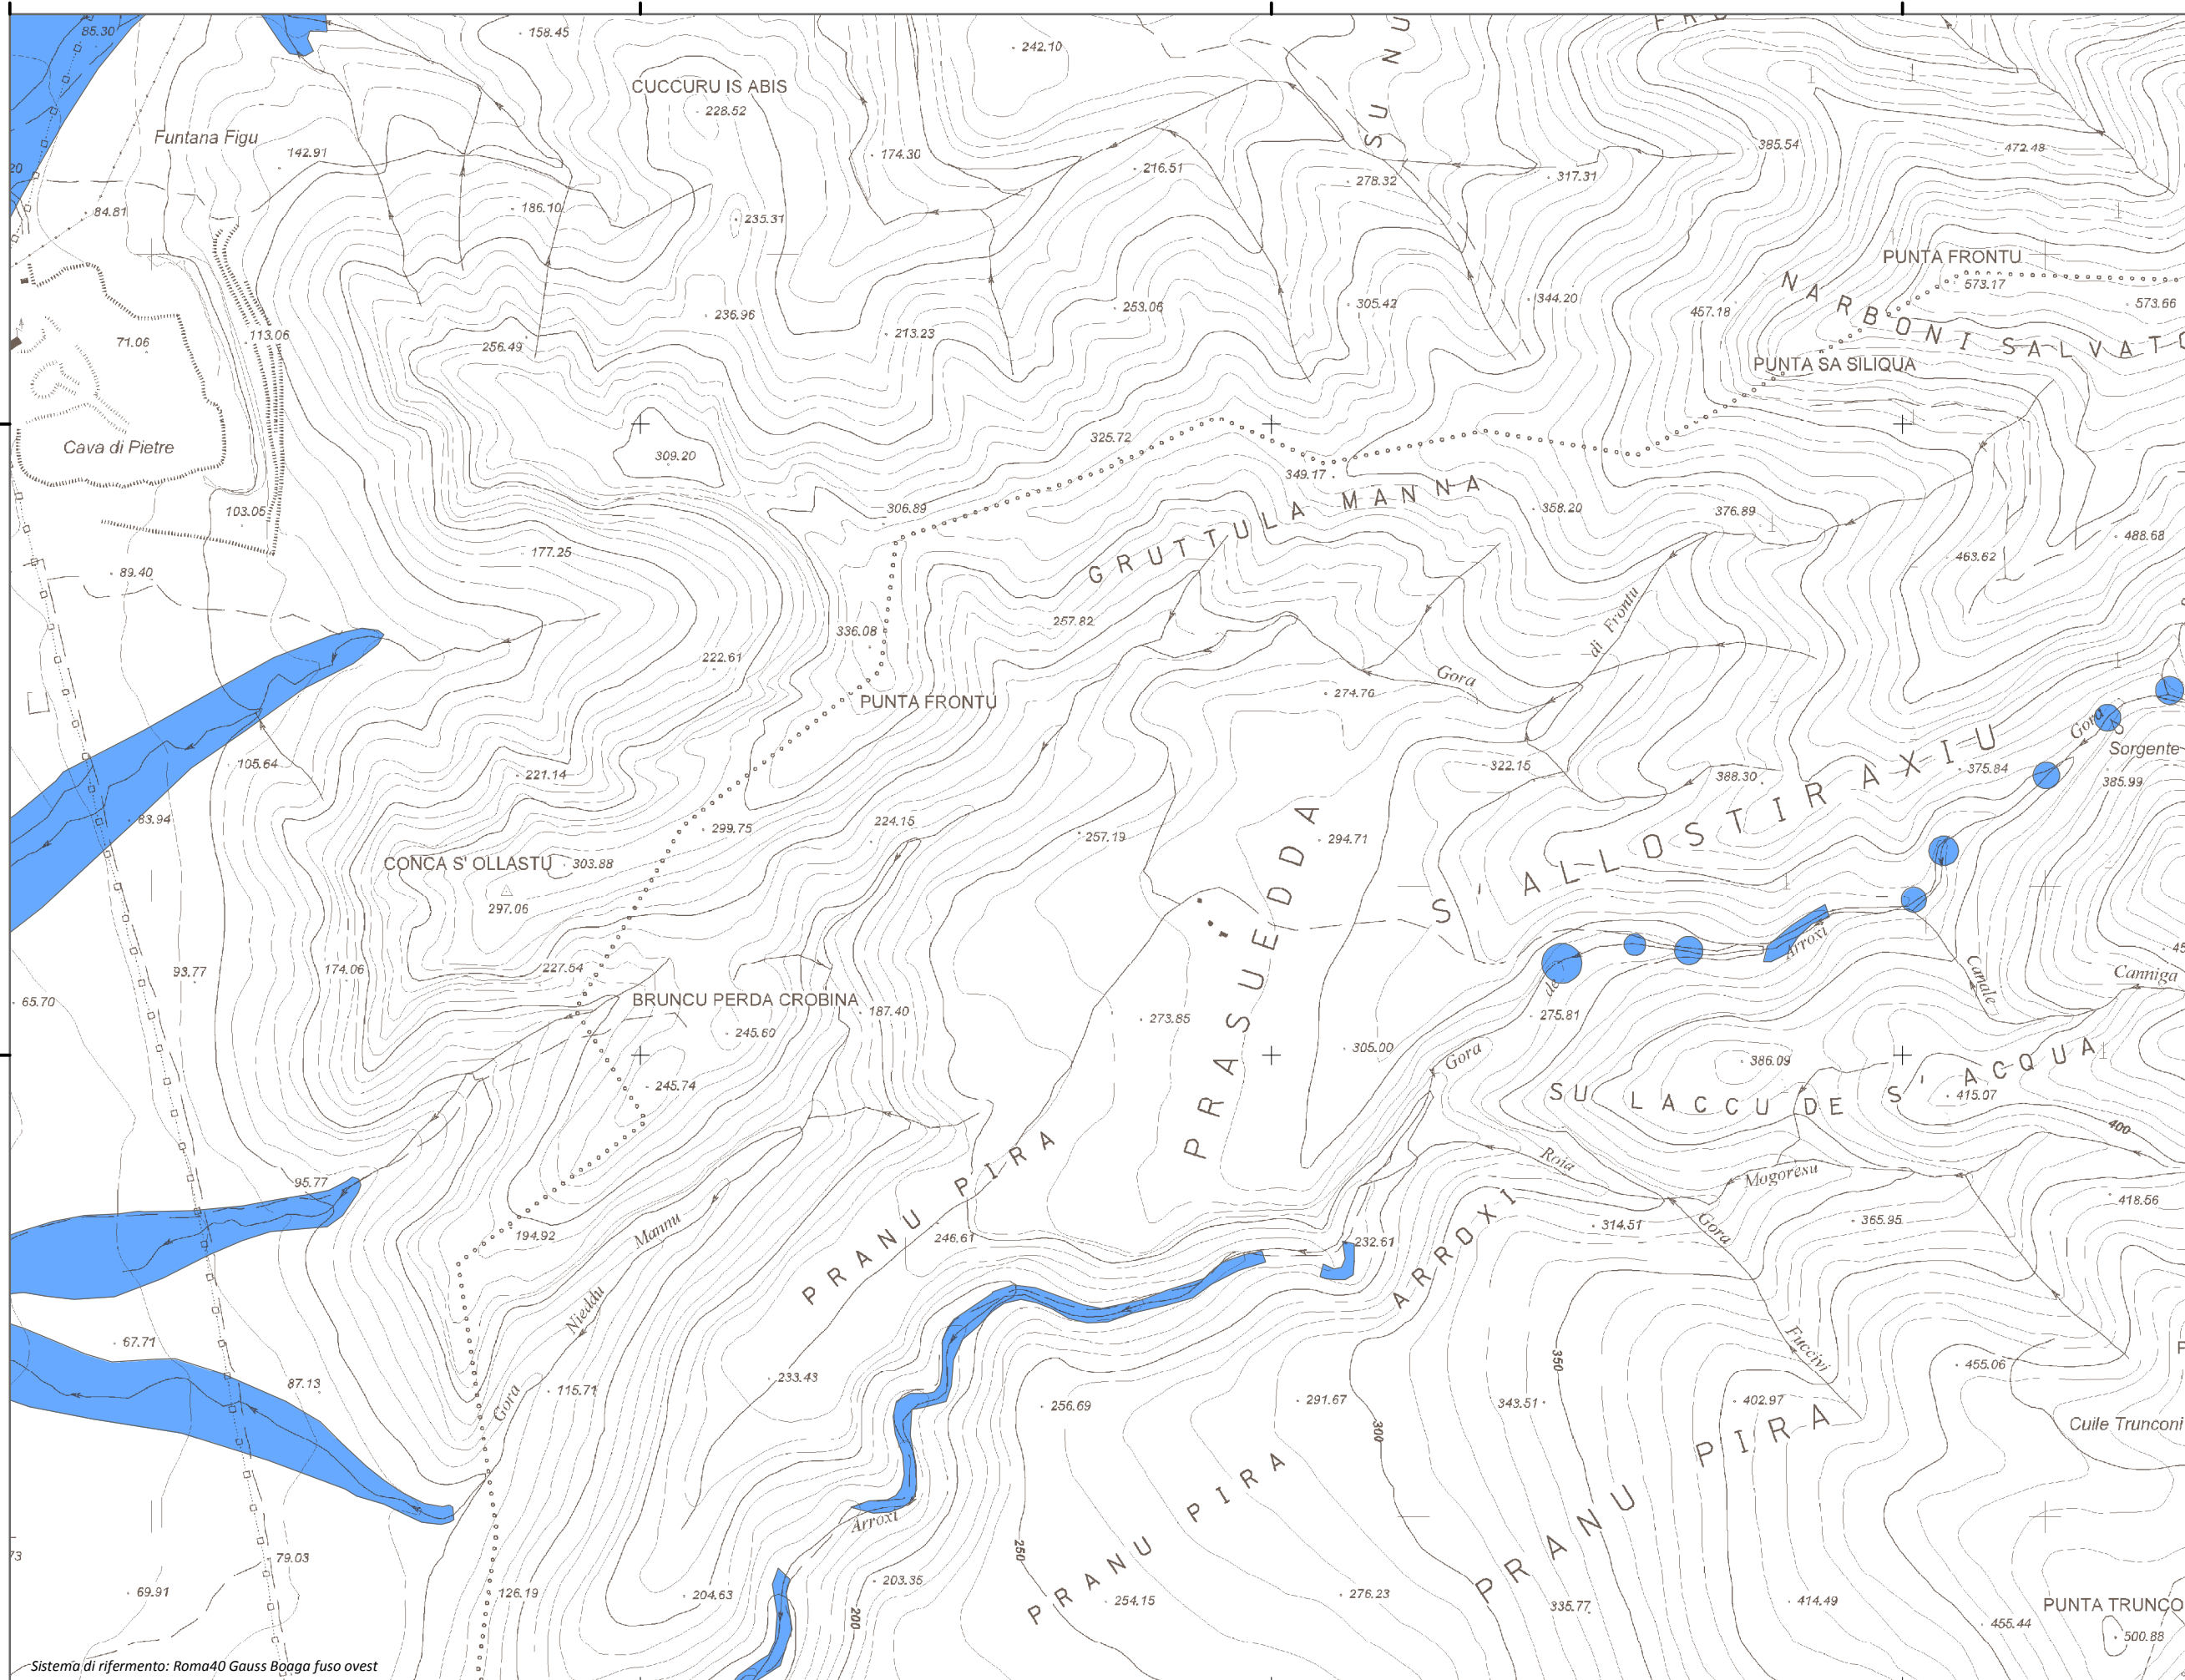 85.30
158.45
242.10
SU NU
CUCCURU IS ABIS
228.52
Funtana Figu
142.91
174.30
216.51
278.32
317.31
385.54
472.48
20
84.81
186.10
235.31
PUNTA FRONTU
573.17
573.66
236.96
253.06
305.42
344.20
457.18
NARBONI SALVATO
71.06
113.06
256.49
213.23
PUNTA SA SILIQUA
Cava di Pietre
309.20
325.72
349.17
GRUTTULA MANNA
103.05
306.89
358.20
376.89
488.68
177.25
463.62
89.40
257.82
336.08
di Frontu
222.61
Gora
274.76
PUNTA FRONTU
Gora
Sorgente
105.64
221.14
322.15
388.30
375.84
385.99
S' ALLOSTIRAXIU
83.94
299.75
224.15
257.19
294.71
CONCA S' OLLASTU
303.88
297.06
PRASUEDDA
Arroxi
93.77
174.06
227.54
de
Canale
Canniga
65.70
BRUNCU PERDA CROBINA
187.40
245.60
273.85
275.81
305.00
Gora
386.09
245.74
SU LACCU DE S' ACQUA
415.07
400
PRANU PIRA
Roia
Mogoresu
95.77
418.56
194.92
Mannu
246.61
232.61
ARROXI
314.51
Gora
365.95
Nieddu
67.71
Fuccivi
350
455.06
87.13
115.71
233.43
256.69
291.67
343.51
402.97
Gora
300
PRANU PIRA
Cuile Trunconi
Arroxi
PRANU PIRA
250
73
79.03
69.91
126.19
204.63
203.35
254.15
276.23
335.77
414.49
455.44
PUNTA TRUNCO
200
500.88
Sistema di rifermento: Roma40 Gauss Boaga fuso ovest